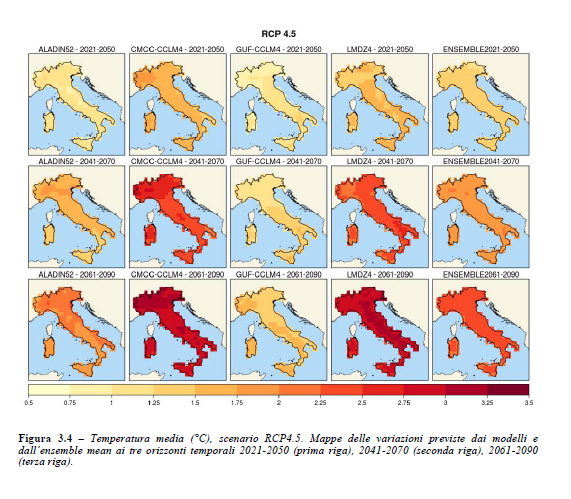 RCP 4.5
ALADIN52 - 2021-2050 CMCC-CCLM4 - 2021-2050 GUF-CCLM4 - 2021-2050 LMDZ4 - 2021-2050 ENSEMBLE2021-2050
ALADIN52 - 2041-2070 CMCC-CCLM4 - 2041-2070 GUF-CCLM4 - 2041-2070 LMDZ4 - 2041-2070 ENSEMBLE2041-2070
ALADIN52 - 2061-2090 CMCC-CCLM4 - 2061-2090 GUF-CCLM4 - 2061-2090 LMDZ4 - 2061-2090 ENSEMBLE2061-2090
0.5 0.75 1 1.25 1.5 1.75 2 2.25 2.5 2.75 3 3.25 3.5
Figura 3.4 – Temperatura media (°C), scenario RCP4.5. Mappe delle variazioni previste dai modelli e
dall'ensemble mean ai tre orizzonti temporali 2021-2050 (prima riga), 2041-2070 (seconda riga), 2061-2090
(terza riga).